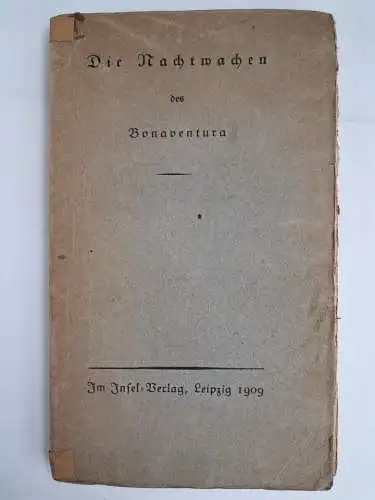 Die Nachtwachen
des
Bonaventura
Im Insel-Verlag, Leipzig 1909